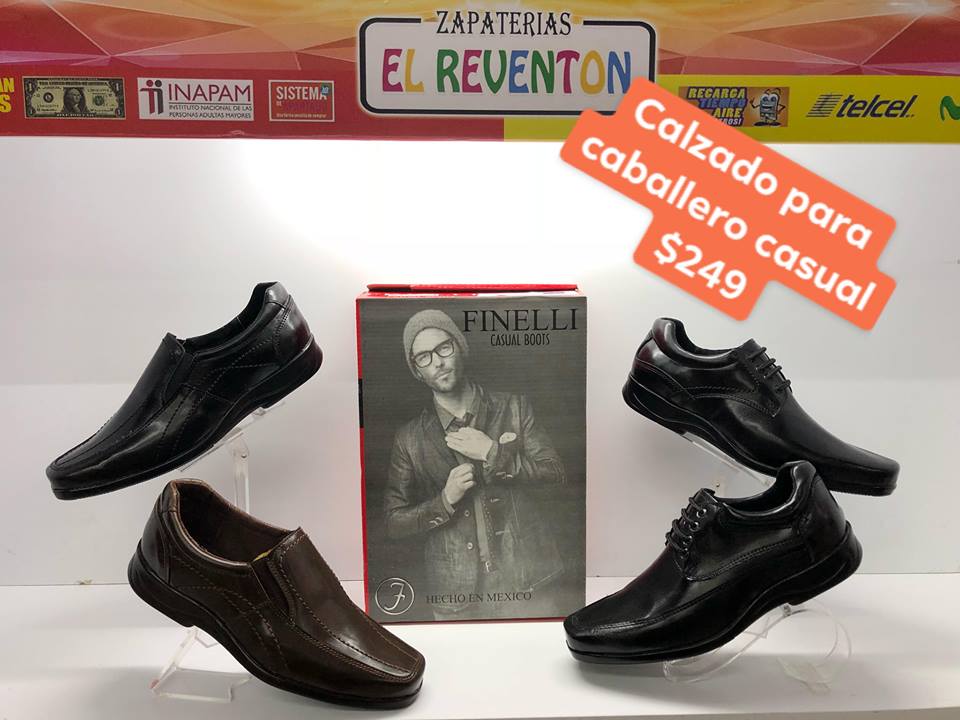 ZAPATERIAS
EL REVENTON
INAPAM
INSTITUTO NACIONAL DE LAS
PERSONAS ADULTAS MAYORES
SISTEMA
DE
RECARGA
TIEMPO
AIRE
telcel
Calzado para
caballero casual
$249
FINELLI
CASUAL BOOTS
F
HECHO EN MEXICO